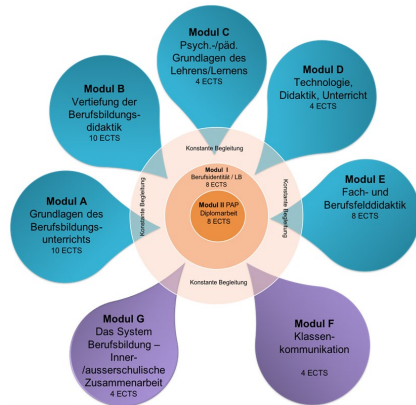 Modul C
Psych.-/päd.
Grundlagen des
Lehrens/Lernens
4 ECTS
Modul B
Vertiefung der
Berufsbildungs-
didaktik
10 ECTS
Modul D
Technologie,
Didaktik, Unterricht
4 ECTS
Konstante Begleitung
Modul I
Berufsidentität / LB
8 ECTS
Modul II PAP
Diplomarbeit
8 ECTS
Konstante Begleitung
Konstante Begleitung
Modul A
Grundlagen des
Berufsbildungs-
unterrichts
10 ECTS
Modul E
Fach- und
Berufsfelddidaktik
8 ECTS
Konstante Begleitung
Modul G
Das System
Berufsbildung –
Inner-
/ausserschulische
Zusammenarbeit
4 ECTS
Modul F
Klassen-
kommunikation
4 ECTS